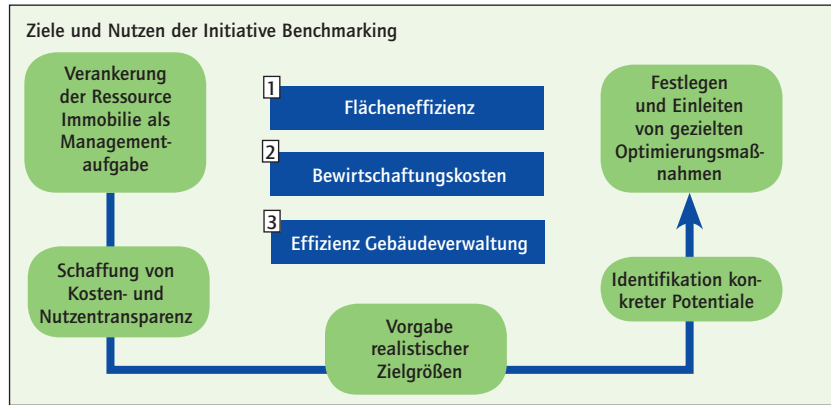 Ziele und Nutzen der Initiative Benchmarking
Verankerung
der Ressource
Immobilie als
Management-
aufgabe
Schaffung von
Kosten- und
Nutzentransparenz
1
Flächeneffizienz
2
Bewirtschaftungskosten
3
Effizienz Gebäudeverwaltung
Vorgabe
realistischer
Zielgrößen
Identifikation kon-
kreter Potentiale
Festlegen
und Einleiten
von gezielten
Optimierungsmaß-
nahmen